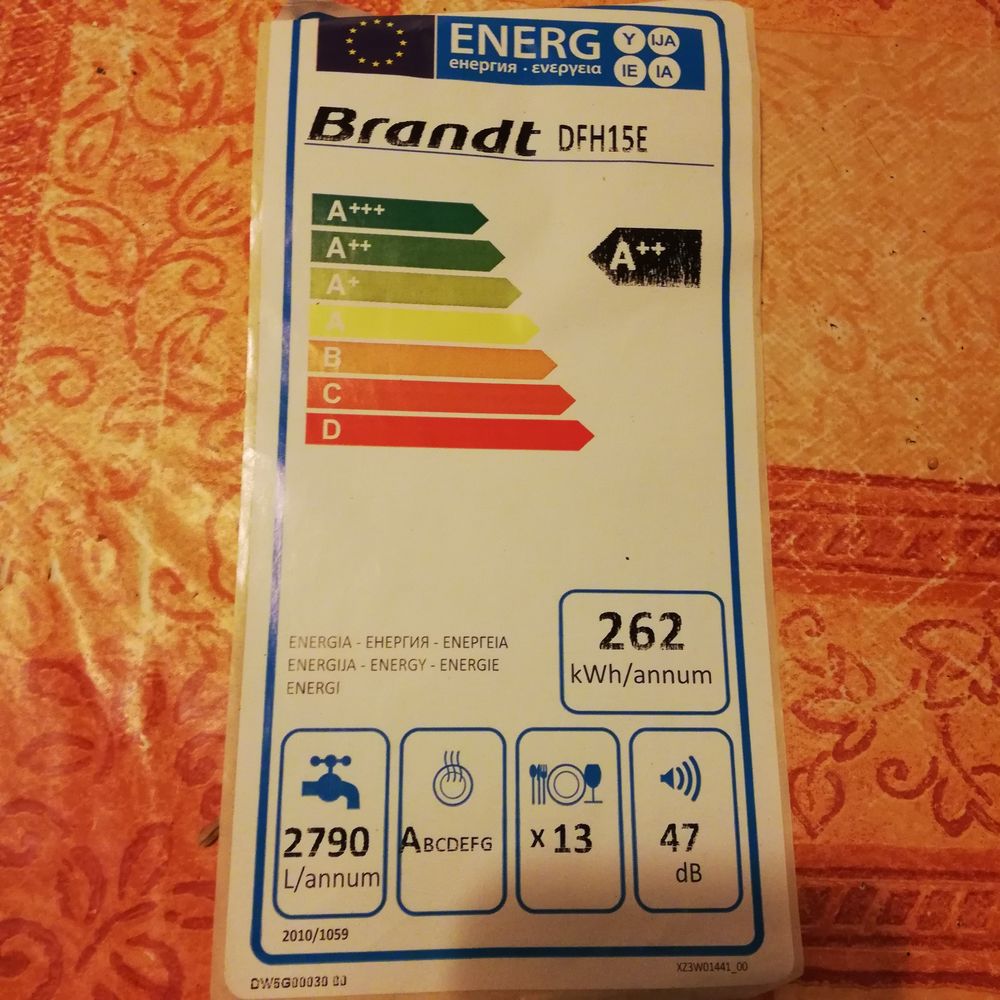 ENERG Y IJA
енергия · ενεργεια IE IA
Brandt DFH15E
A+++
A++
A++
A+
A
B
C
D
262
kWh/annum
ENERGIA - ЕНЕРГИЯ - ΕΝΕΡΓΕΙΑ
ENERGIJA - ENERGY - ENERGIE
ENERGI
2790
L/annum
ABCDEFG
x 13
47
dB
2010/1059
XZ3W01441_00